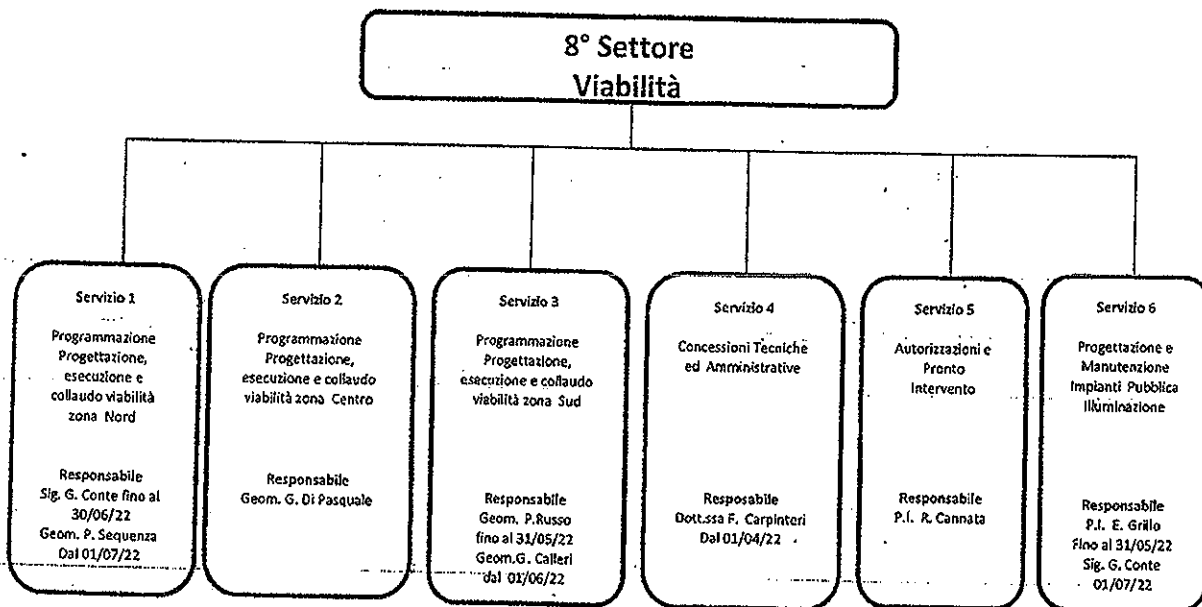 8° Settore
Viabilità
Servizio 1
Programmazione
Progettazione,
esecuzione e
collaudo viabilità
zona Nord
Responsabile
Sig. G. Conte fino al
30/06/22
Geom. P. Sequenza
Dal 01/07/22
Servizio 2
Programmazione
Progettazione,
esecuzione e collaudo
viabilità zona Centro
Responsabile
Geom. G. Di Pasquale
Servizio 3
Programmazione
Progettazione,
esecuzione e collaudo
viabilità zona Sud
Responsabile
Geom. P.Russo
fino al 31/05/22
Geom.G. Calleri
dal 01/06/22
Servizio 4
Concessioni Tecniche
ed Amministrative
Resposabile
Dott.ssa F. Carpinteri
Dal 01/04/22
Servizio 5
Autorizzazioni e
Pronto
Intervento
Responsabile
P.I. R. Cannata
Servizio 6
Progettazione e
Manutenzione
Impianti Pubblica
Illuminazione
Responsabile
P.I. E. Grillo
Fino al 31/05/22
Sig. G. Conte
01/07/22